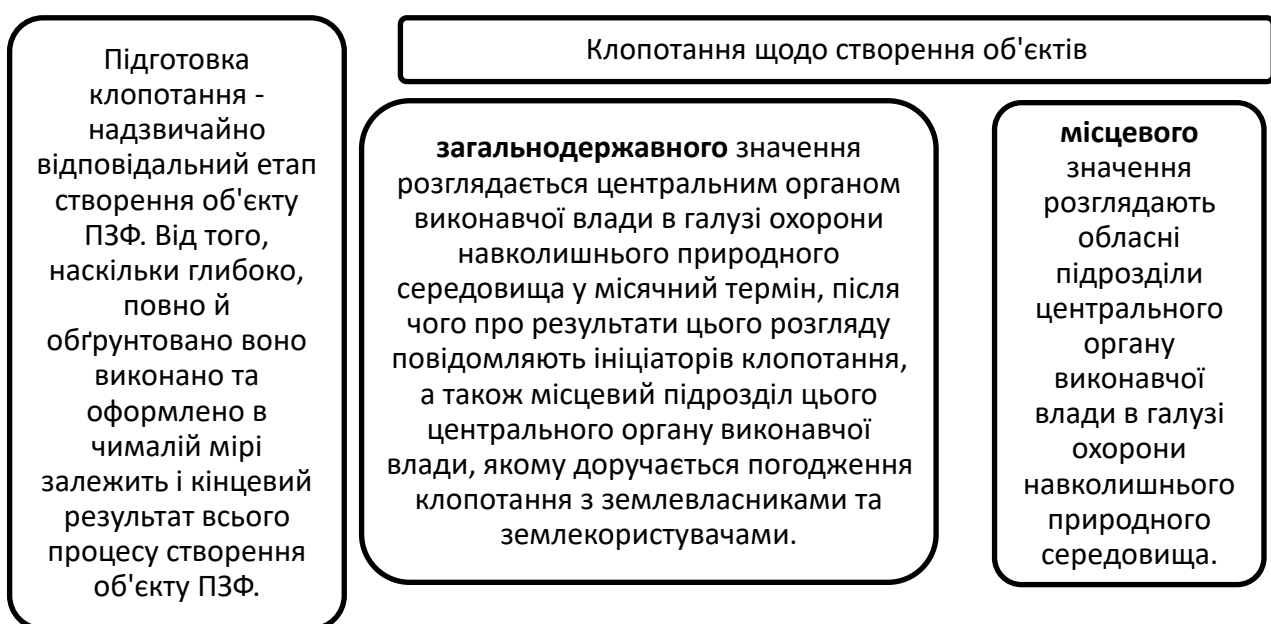 Підготовка
клопотання -
надзвичайно
відповідальний етап
створення об'єкту
ПЗФ. Від того,
наскільки глибоко,
повно й
обґрунтовано воно
виконано та
оформлено в
чималій мірі
залежить і кінцевий
результат всього
процесу створення
об'єкту ПЗФ.
Клопотання щодо створення об'єктів
загальнодержавного значення
розглядається центральним органом
виконавчої влади в галузі охорони
навколишнього природного
середовища у місячний термін, після
чого про результати цього розгляду
повідомляють ініціаторів клопотання,
а також місцевий підрозділ цього
центрального органу виконавчої
влади, якому доручається погодження
клопотання з землевласниками та
землекористувачами.
місцевого
значення
розглядають
обласні
підрозділи
центрального
органу
виконавчої
влади в галузі
охорони
навколишнього
природного
середовища.